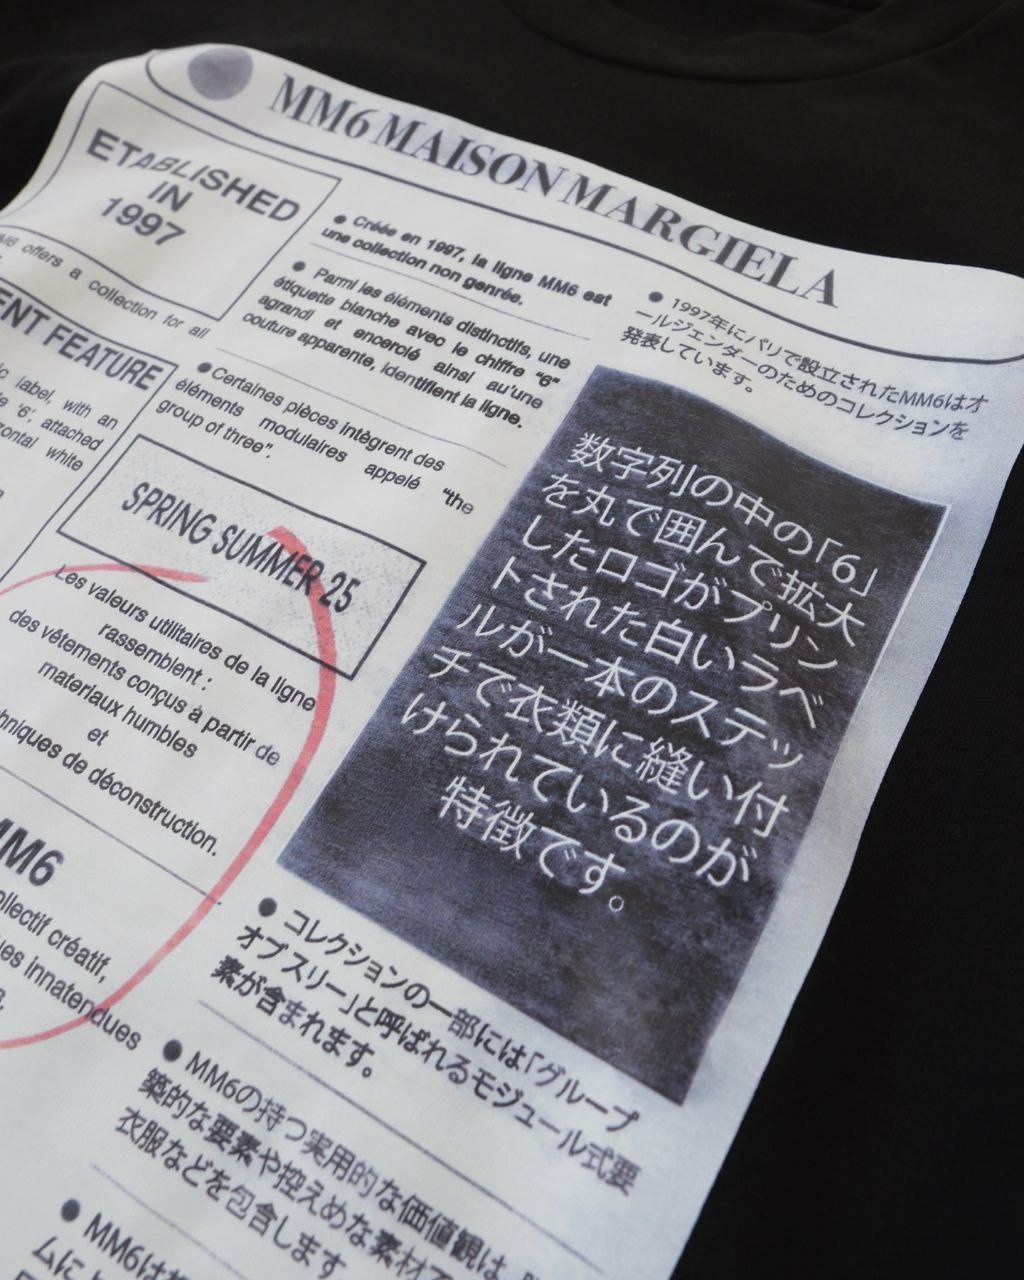 MM6 MAISON MARGIELA
ETABLISHED
IN
1997
offers a collection for all
FEATURE
label, with an
'6', attached
white
● Créée en 1997, la ligne MM6 est
une collection non genrée.
● Parmi les éléments distinctifs, une
étiquette blanche avec le chiffre "6"
agrandi et encerclé ainsi qu'une
couture apparente, identifient la ligne.
● Certaines pièces intègrent des
éléments modulaires appelé "the
group of three".
SPRING SUMMER 25
Les valeurs utilitaires de la ligne
rassemblent :
des vêtements conçus à partir de
materiaux humbles
et
de déconstruction.
MM6
créatif,
innatendues
● 1997年にパリで設立されたMM6はオ
ールジェンダーのためのコレクションを
発表しています。
数字列の中の「6」
を丸で囲んで拡大
したロゴがプリン
トされた白いラベ
ルが一本のステッ
チで衣類に縫い付
けられているのが
特徴です。
● コレクションの一部には「グループ
オブスリー」と呼ばれるモジュール式要
素が含まれます。
● MM6の持つ実用的な価値観は、
築的な要素や控えめな素材
衣服などを包含します
● MM6は
ムに